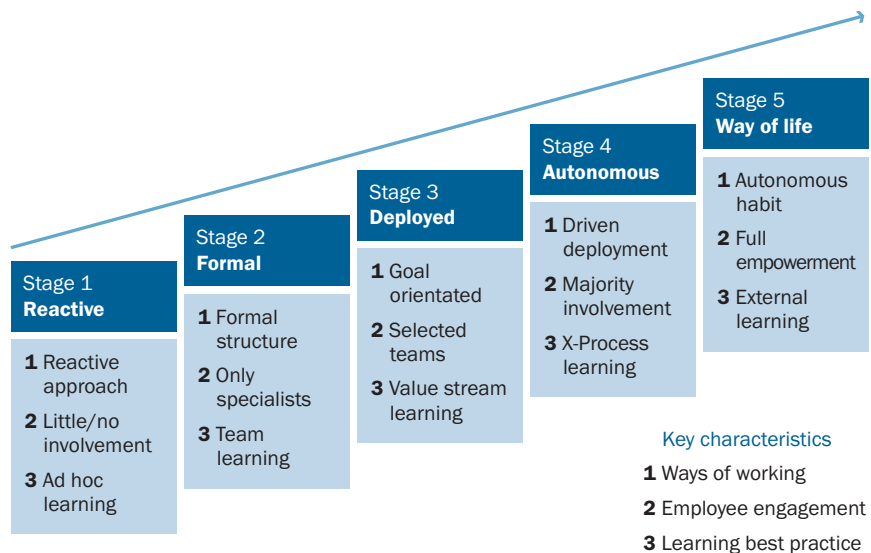 Stage 1
Reactive
1 Reactive
approach
2 Little/no
involvement
3 Ad hoc
learning
Stage 2
Formal
1 Formal
structure
2 Only
specialists
3 Team
learning
Stage 3
Deployed
1 Goal
orientated
2 Selected
teams
3 Value stream
learning
Stage 4
Autonomous
1 Driven
deployment
2 Majority
involvement
3 X-Process
learning
Stage 5
Way of life
1 Autonomous
habit
2 Full
empowerment
3 External
learning
Key characteristics
1 Ways of working
2 Employee engagement
3 Learning best practice